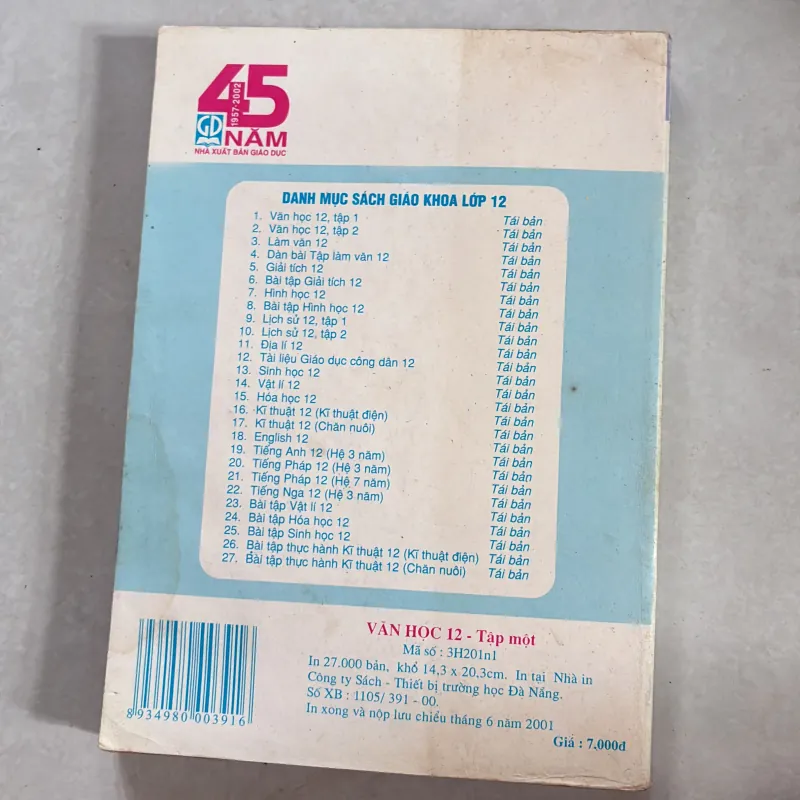 45
1957-2002
GD
NĂM
NHÀ XUẤT BẢN GIÁO DỤC
DANH MỤC SÁCH GIÁO KHOA LỚP 12
1. Văn học 12, tập 1 Tái bản
2. Văn học 12, tập 2 Tái bản
3. Làm văn 12 Tái bản
4. Dàn bài Tập làm văn 12 Tái bản
5. Giải tích 12 Tái bản
6. Bài tập Giải tích 12 Tái bản
7. Hình học 12 Tái bản
8. Bài tập Hình học 12 Tái bản
9. Lịch sử 12, tập 1 Tái bản
10. Lịch sử 12, tập 2 Tái bản
11. Địa lí 12 Tái bản
12. Tài liệu Giáo dục công dân 12 Tái bản
13. Sinh học 12 Tái bản
14. Vật lí 12 Tái bản
15. Hóa học 12 Tái bản
16. Kĩ thuật 12 (Kĩ thuật điện) Tái bản
17. Kĩ thuật 12 (Chăn nuôi) Tái bản
18. English 12 Tái bản
19. Tiếng Anh 12 (Hệ 3 năm) Tái bản
20. Tiếng Pháp 12 (Hệ 3 năm) Tái bản
21. Tiếng Pháp 12 (Hệ 7 năm) Tái bản
22. Tiếng Nga 12 (Hệ 3 năm) Tái bản
23. Bài tập Vật lí 12 Tái bản
24. Bài tập Hóa học 12 Tái bản
25. Bài tập Sinh học 12 Tái bản
26. Bài tập thực hành Kĩ thuật 12 (Kĩ thuật điện) Tái bản
27. Bài tập thực hành Kĩ thuật 12 (Chăn nuôi) Tái bản
VĂN HỌC 12 - Tập một
Mã số : 3H201n1
In 27.000 bản, khổ 14,3 x 20,3cm. In tại Nhà in
Công ty Sách - Thiết bị trường học Đà Nẵng.
Số XB : 1105/ 391 - 00.
In xong và nộp lưu chiểu tháng 6 năm 2001
Giá : 7.000đ
8934980 003916